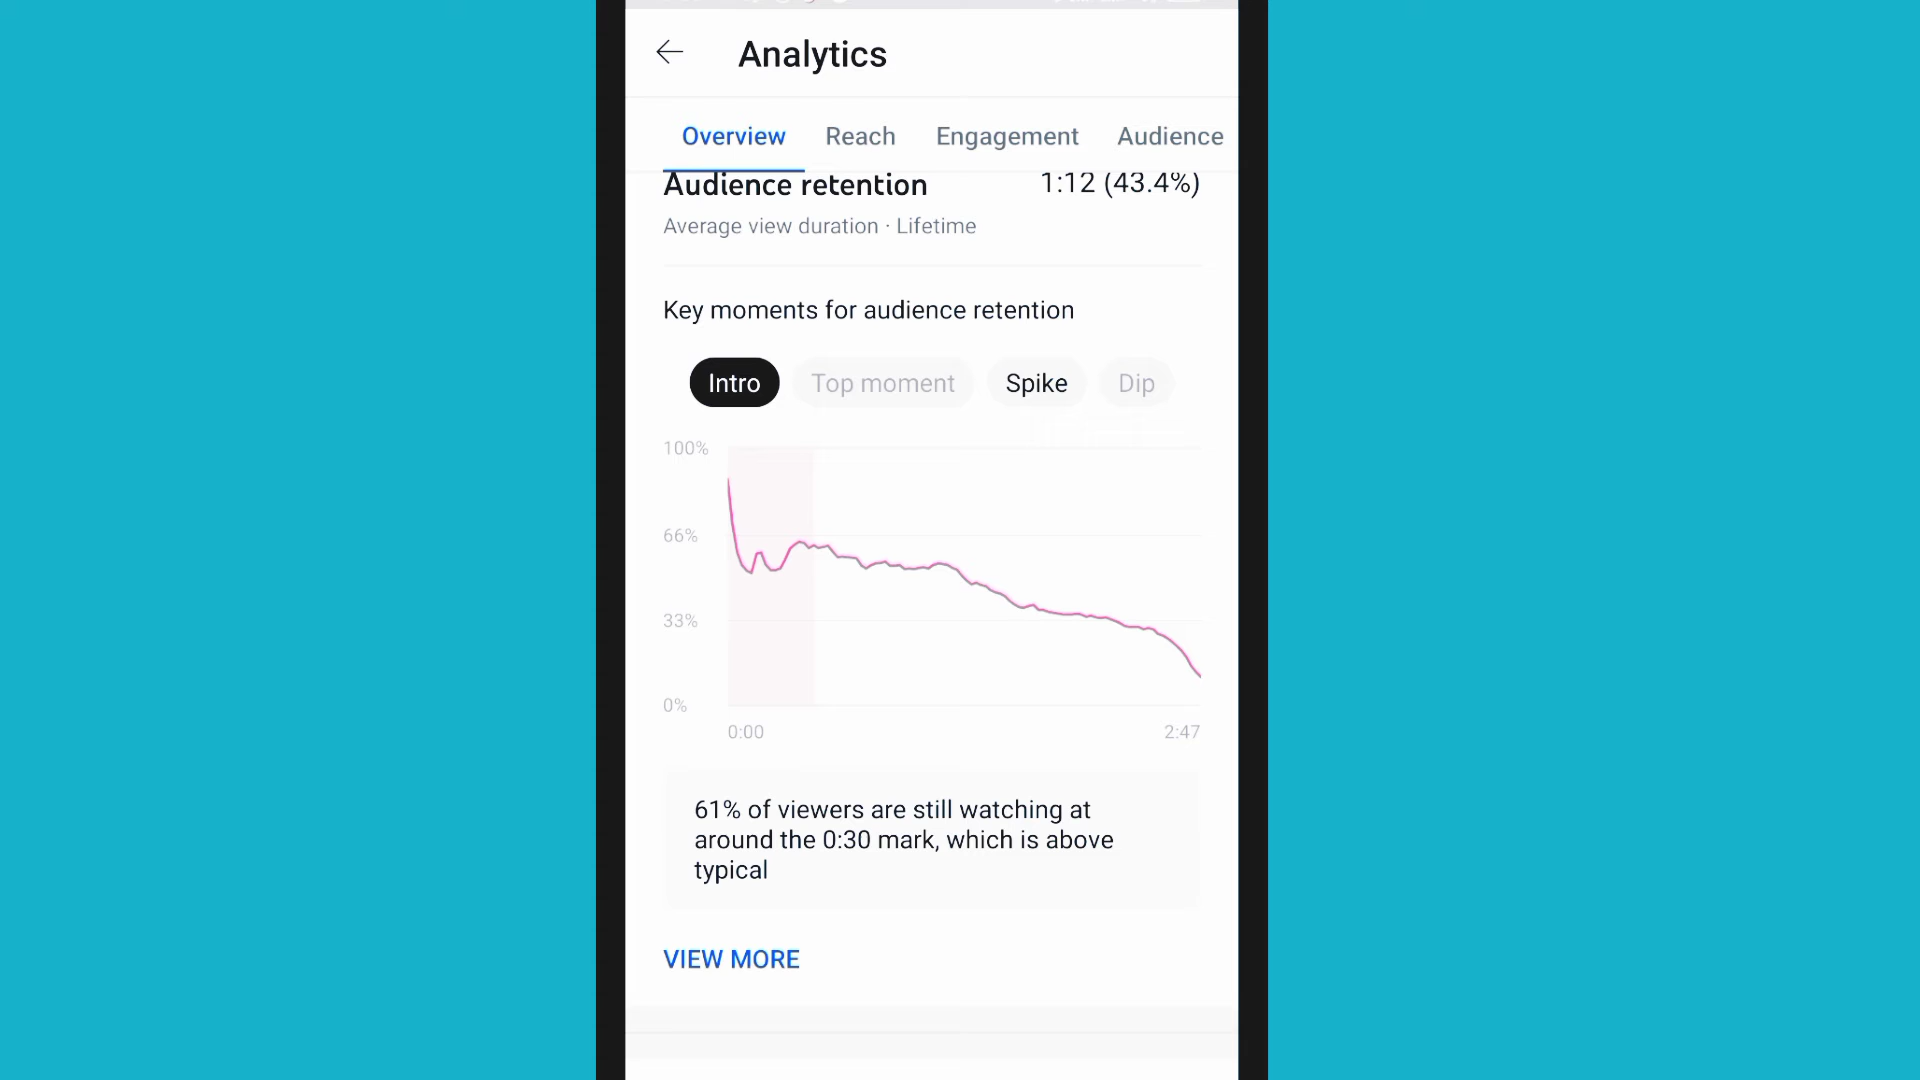 Analytics
Overview Reach Engagement Audience
Audience retention 1:12 (43.4%)
Average view duration · Lifetime
Key moments for audience retention
Intro Top moment Spike Dip
100%
66%
33%
0%
0:00 2:47
61% of viewers are still watching at
around the 0:30 mark, which is above
typical
VIEW MORE